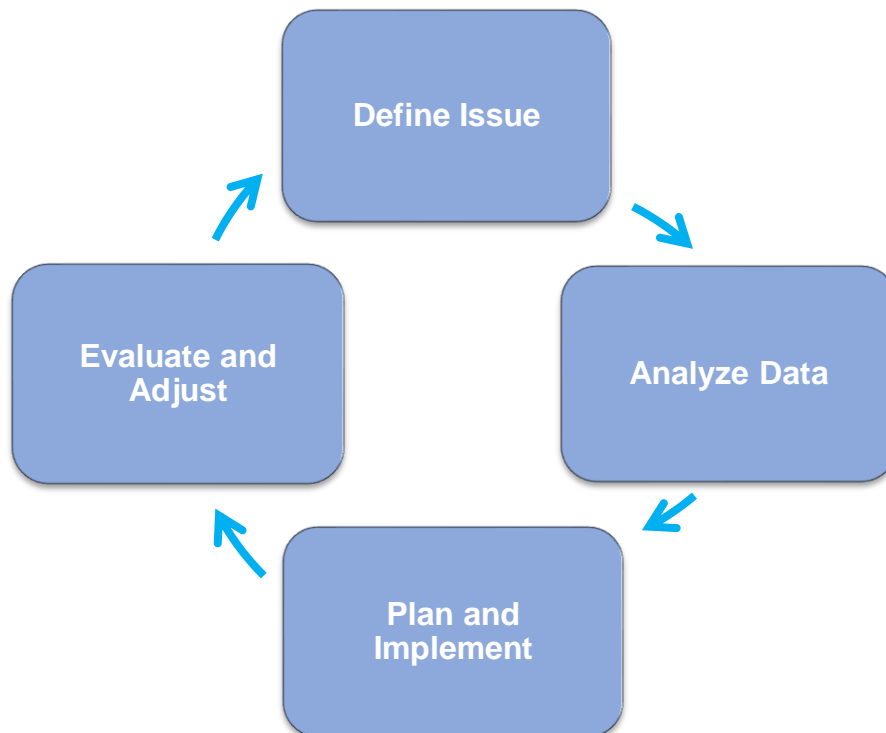 Define Issue
Analyze Data
Plan and
Implement
Evaluate and
Adjust